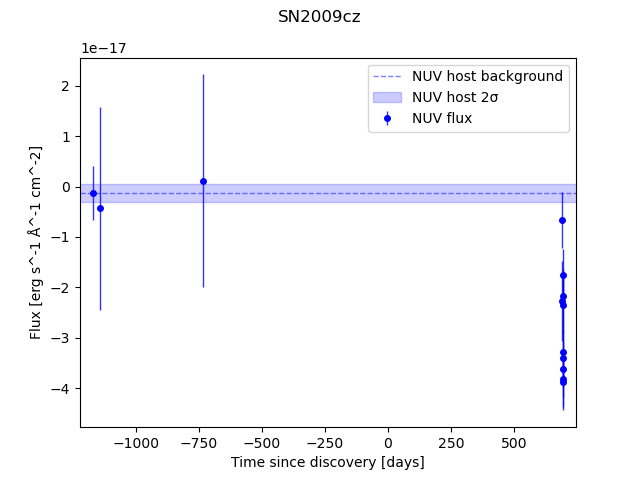 SN2009cz
1e−17
NUV host background
NUV host 2σ
NUV flux
2
1
0
−1
−2
−3
−4
Flux [erg s^-1 Å^-1 cm^-2]
−1000
−750
−500
−250
0
250
500
Time since discovery [days]